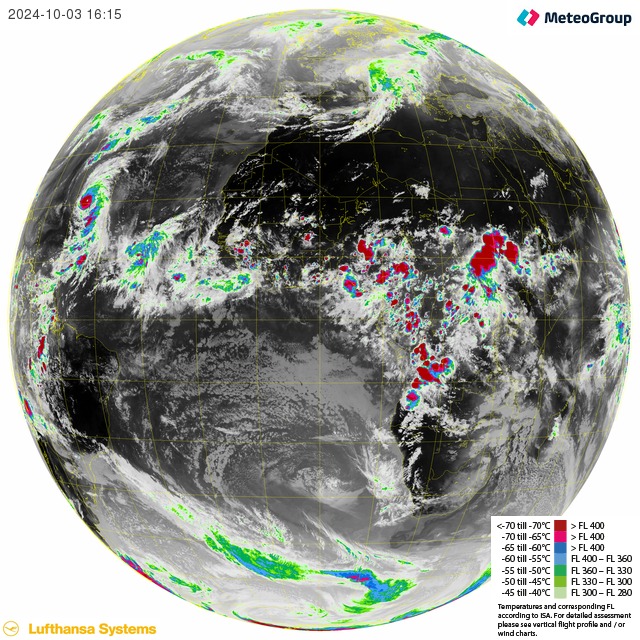 2024-10-03 16:15
MeteoGroup
<-70 till -70°C > FL 400
-70 till -65°C > FL 400
-65 till -60°C > FL 400
-60 till -55°C FL 400 – FL 360
-55 till -50°C FL 360 – FL 330
-50 till -45°C FL 330 – FL 300
-45 till -40°C FL 300 – FL 280
Temperatures and corresponding FL
according to ISA. For detailed assessment
please see vertical flight profile and / or
wind charts.
Lufthansa Systems